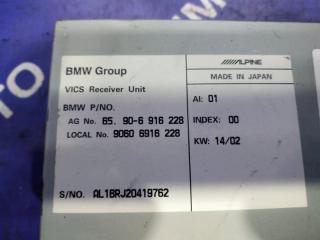 BMW Group
VICS Receiver Unit
BMW P/NO.
AG No. 65. 90-6 916 228
LOCAL No. 9060 6916 228
S/NO. AL1BRJ20419762
ALPINE
MADE IN JAPAN
AI: 01
INDEX: 00
KW: 14/02